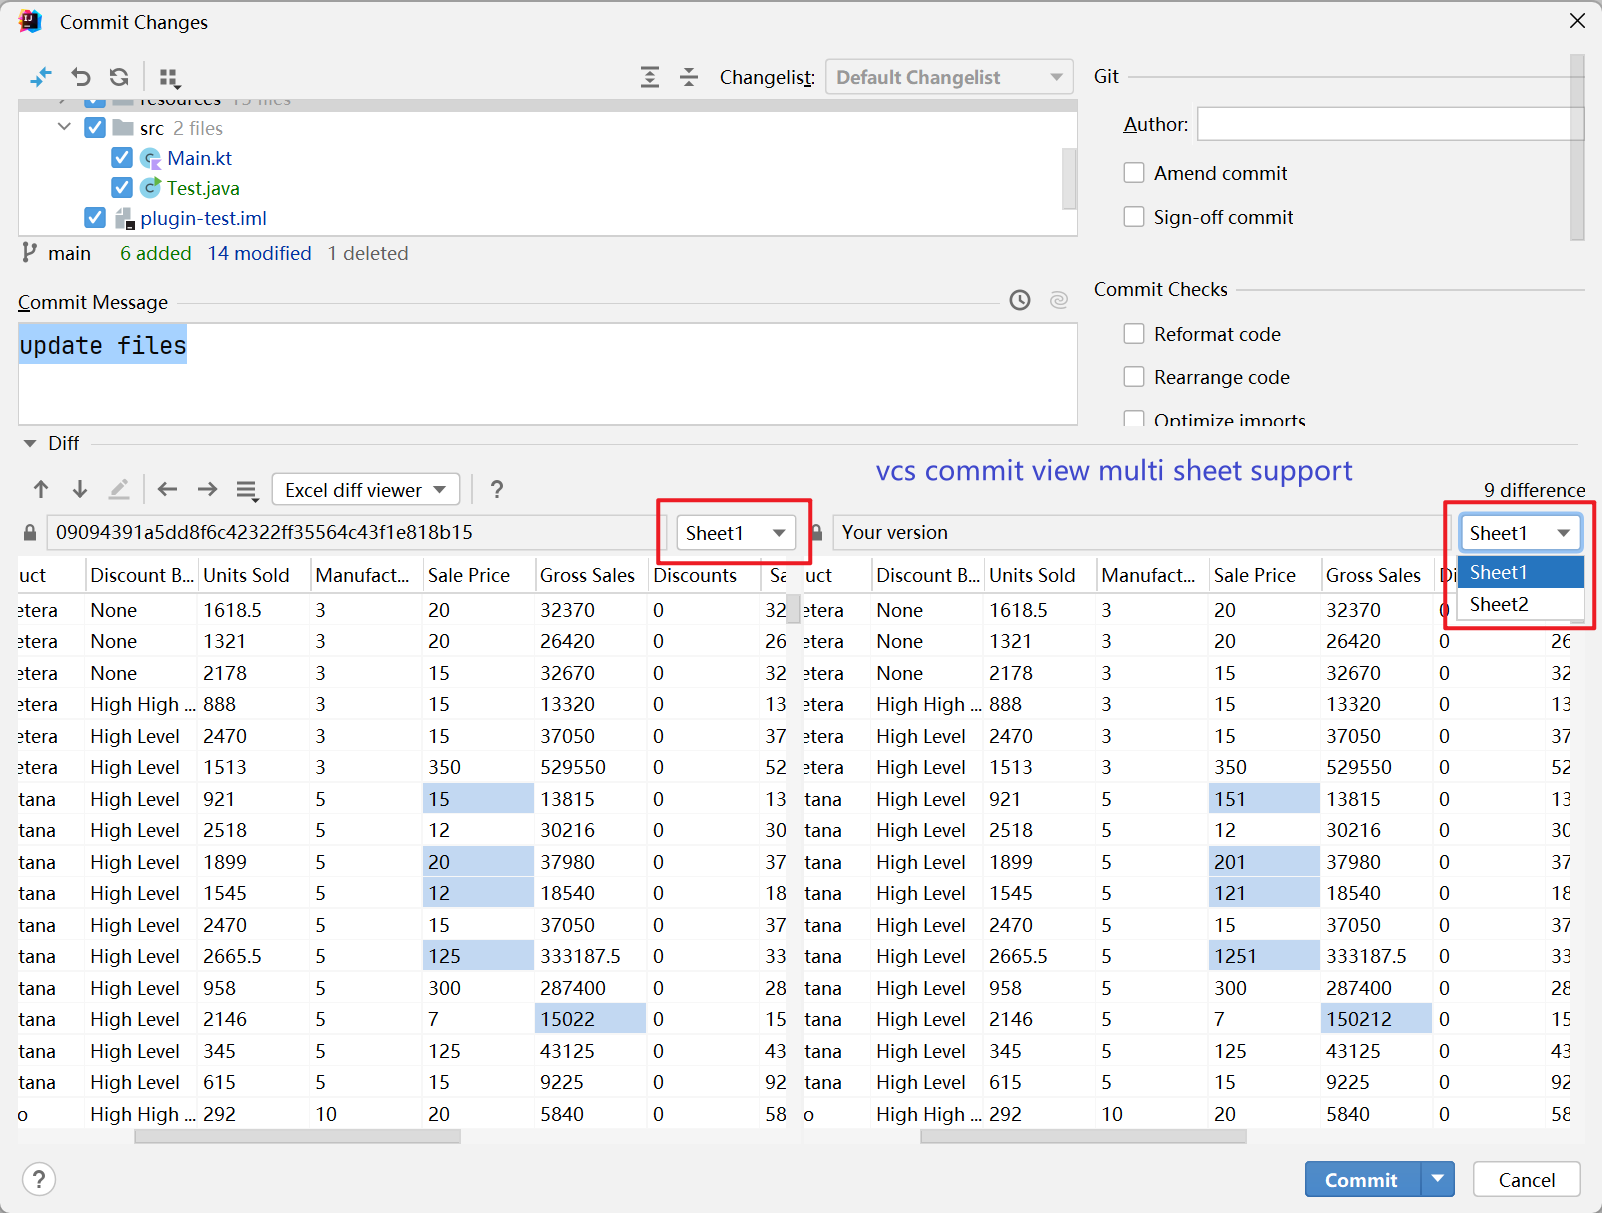 Commit Changes
Changelist: Default Changelist
resources 15 files
src 2 files
Main.kt
Test.java
plugin-test.iml
main 6 added 14 modified 1 deleted
Git
Author:
Amend commit
Sign-off commit
Commit Message
update files
Commit Checks
Reformat code
Rearrange code
Optimize imports
Diff
vcs commit view multi sheet support
Excel diff viewer ?
9 difference
09094391a5dd8f6c42322ff35564c43f1e818b15 Sheet1 Your version Sheet1
Sheet1
Sheet2
uct Discount B... Units Sold Manufact... Sale Price Gross Sales Discounts Sa uct Discount B... Units Sold Manufact... Sale Price Gross Sales Di
etera None 1618.5 3 20 32370 0 32 etera None 1618.5 3 20 32370 0
etera None 1321 3 20 26420 0 26 etera None 1321 3 20 26420 0 26
etera None 2178 3 15 32670 0 32 etera None 2178 3 15 32670 0 32
etera High High ... 888 3 15 13320 0 13 etera High High ... 888 3 15 13320 0 13
etera High Level 2470 3 15 37050 0 37 etera High Level 2470 3 15 37050 0 37
etera High Level 1513 3 350 529550 0 52 etera High Level 1513 3 350 529550 0 52
tana High Level 921 5 15 13815 0 13 tana High Level 921 5 151 13815 0 13
tana High Level 2518 5 12 30216 0 30 tana High Level 2518 5 12 30216 0 30
tana High Level 1899 5 20 37980 0 37 tana High Level 1899 5 201 37980 0 37
tana High Level 1545 5 12 18540 0 18 tana High Level 1545 5 121 18540 0 18
tana High Level 2470 5 15 37050 0 37 tana High Level 2470 5 15 37050 0 37
tana High Level 2665.5 5 125 333187.5 0 33 tana High Level 2665.5 5 1251 333187.5 0 33
tana High Level 958 5 300 287400 0 28 tana High Level 958 5 300 287400 0 28
tana High Level 2146 5 7 15022 0 15 tana High Level 2146 5 7 150212 0 15
tana High Level 345 5 125 43125 0 43 tana High Level 345 5 125 43125 0 43
tana High Level 615 5 15 9225 0 92 tana High Level 615 5 15 9225 0 92
o High High ... 292 10 20 5840 0 58 o High High ... 292 10 20 5840 0 58
? Commit Cancel